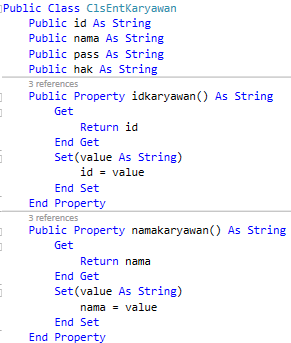 Public Class ClsEntKaryawan
    Public id As String
    Public nama As String
    Public pass As String
    Public hak As String
    3 references
    Public Property idkaryawan() As String
        Get
            Return id
        End Get
        Set(value As String)
            id = value
        End Set
    End Property
    3 references
    Public Property namakaryawan() As String
        Get
            Return nama
        End Get
        Set(value As String)
            nama = value
        End Set
    End Property